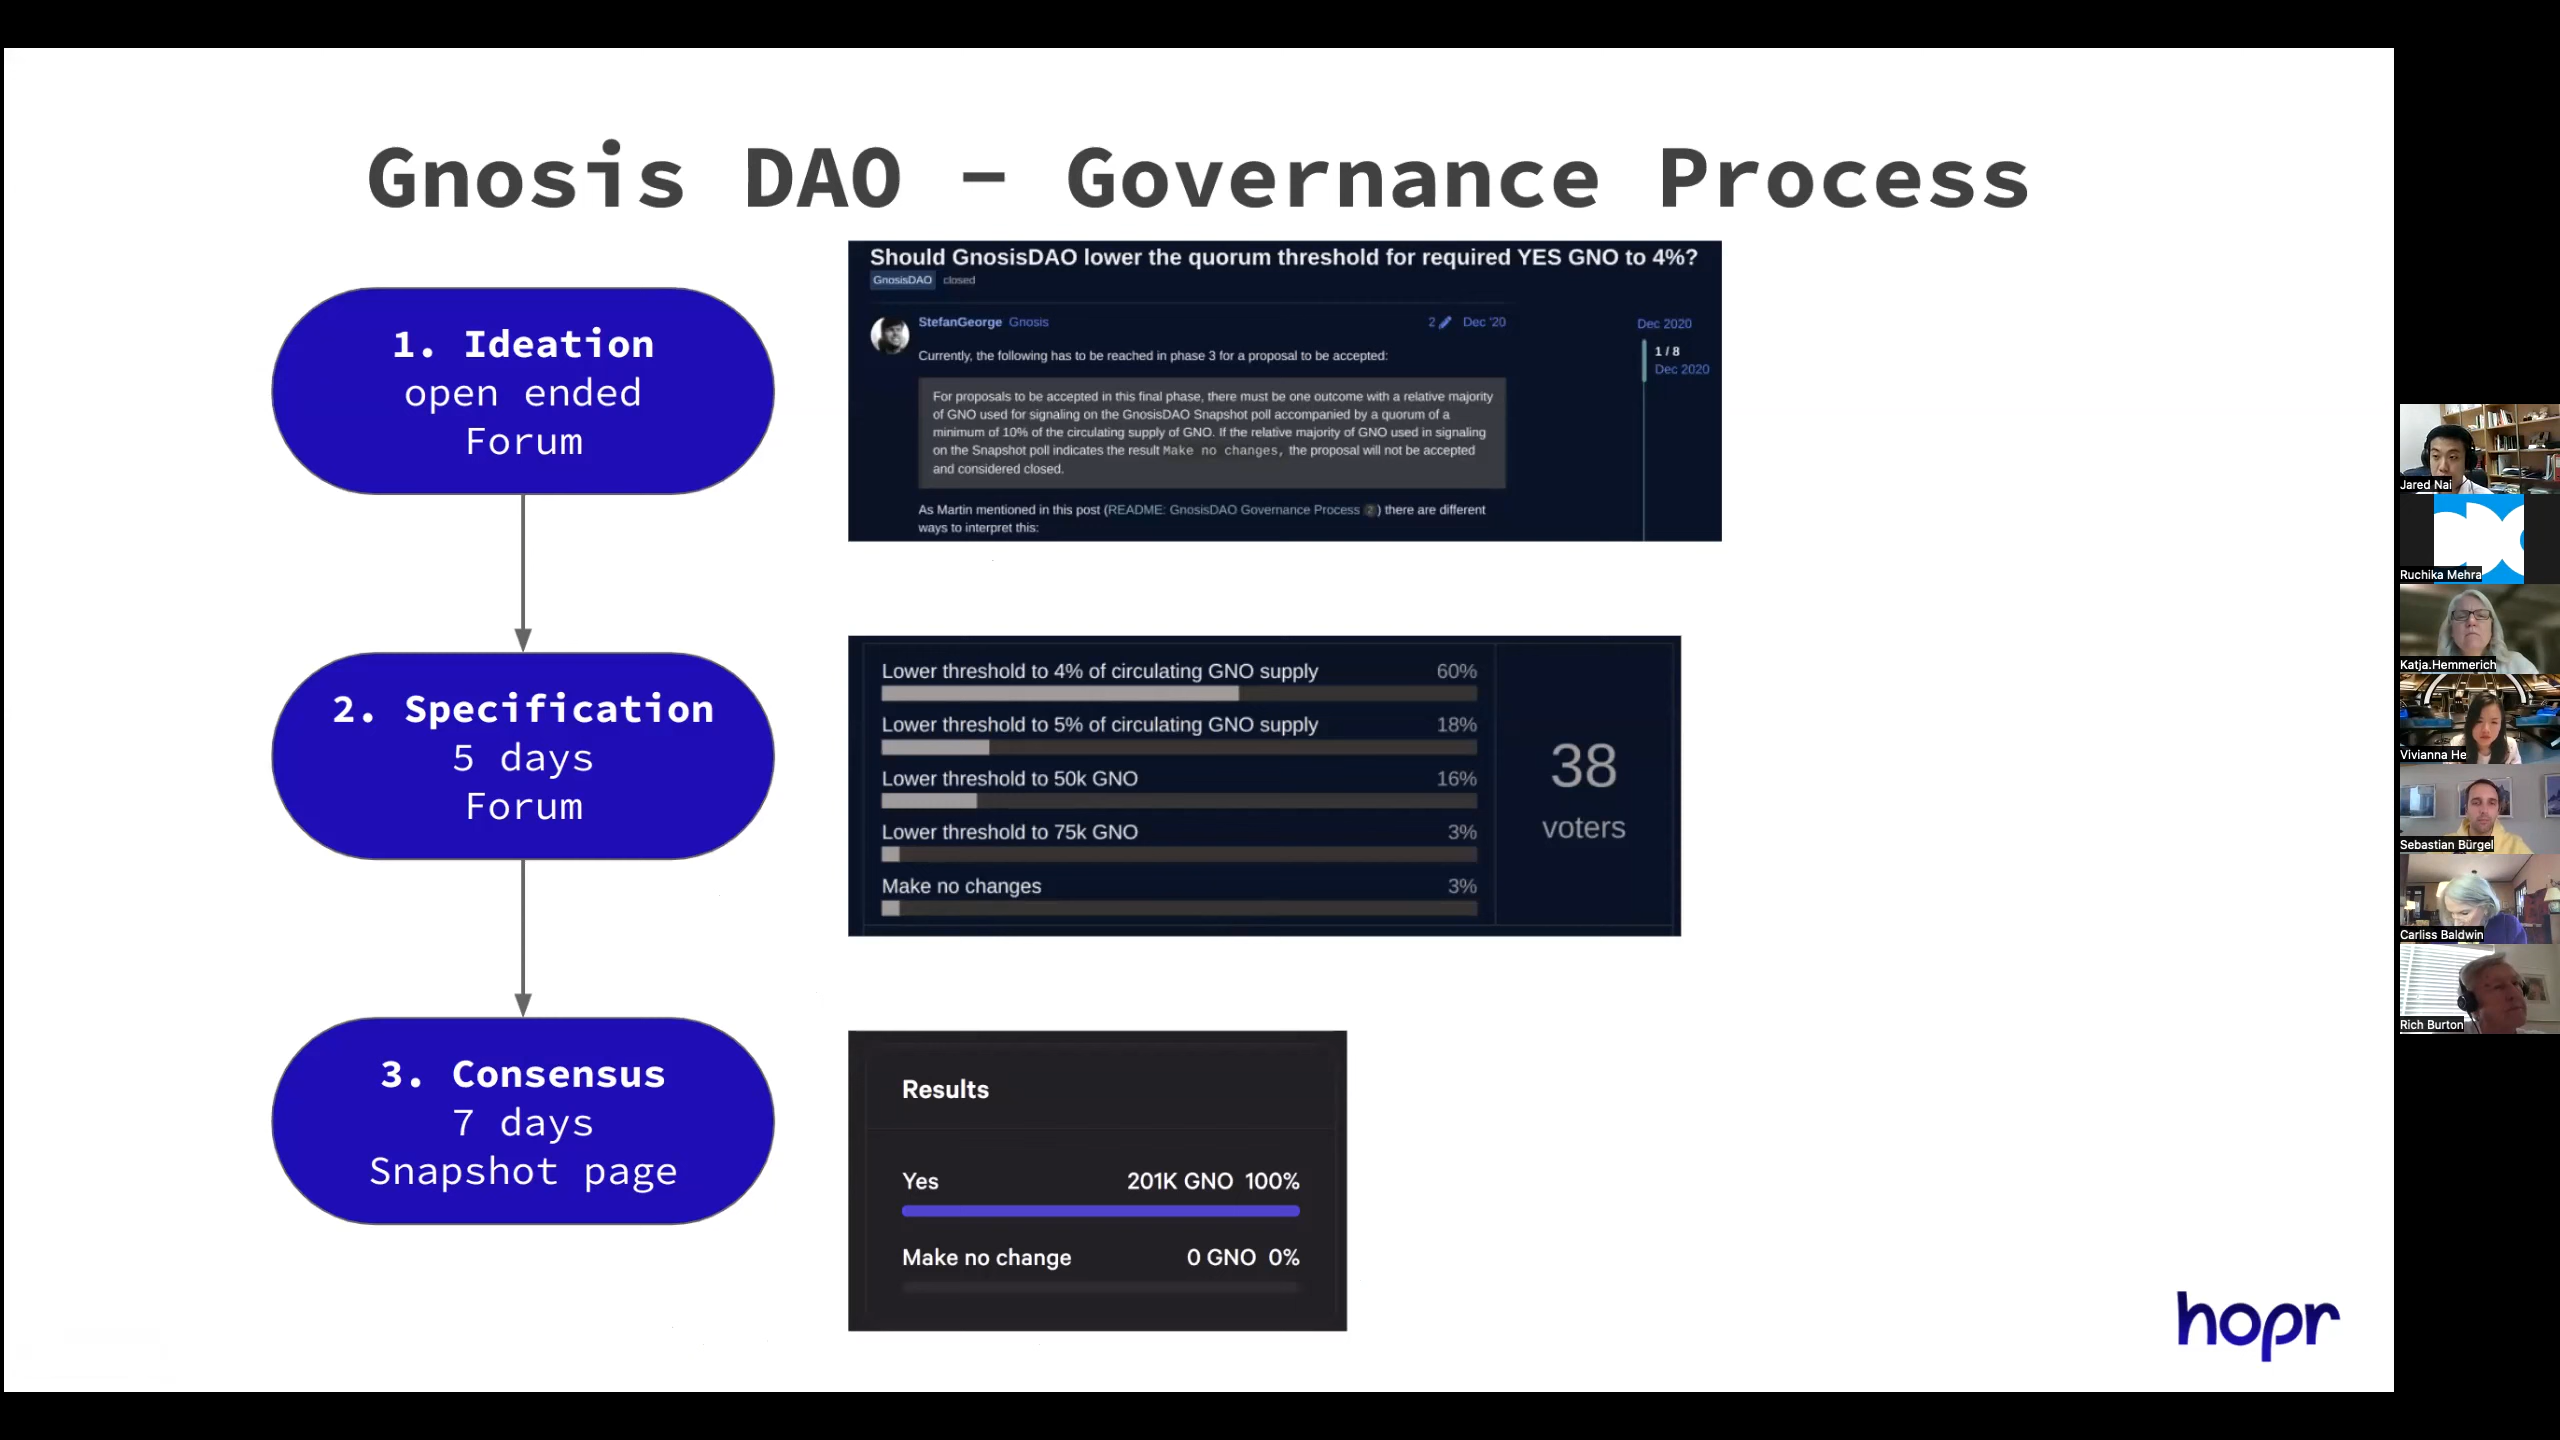 Gnosis DAO - Governance Process
1. Ideation
open ended
Forum
Should GnosisDAO lower the quorum threshold for required YES GNO to 4%?
GnosisDAO closed
StefanGeorge Gnosis 2 Dec '20
Currently, the following has to be reached in phase 3 for a proposal to be accepted:
For proposals to be accepted in this final phase, there must be one outcome with a relative majority
of GNO used for signaling on the GnosisDAO Snapshot poll accompanied by a quorum of a
minimum of 10% of the circulating supply of GNO. If the relative majority of GNO used in signaling
on the Snapshot poll indicates the result Make no changes, the proposal will not be accepted
and considered closed.
As Martin mentioned in this post (README: GnosisDAO Governance Process 2) there are different
ways to interpret this:
Dec 2020
1 / 8
Dec 2020
2. Specification
5 days
Forum
Lower threshold to 4% of circulating GNO supply 60%
Lower threshold to 5% of circulating GNO supply 18%
Lower threshold to 50k GNO 16%
Lower threshold to 75k GNO 3%
Make no changes 3%
38
voters
3. Consensus
7 days
Snapshot page
Results
Yes 201K GNO 100%
Make no change 0 GNO 0%
hopr
Jared Nai
Ruchika Mehra
Katja.Hemmerich
Vivianna He
Sebastian Bürgel
Carliss Baldwin
Rich Burton